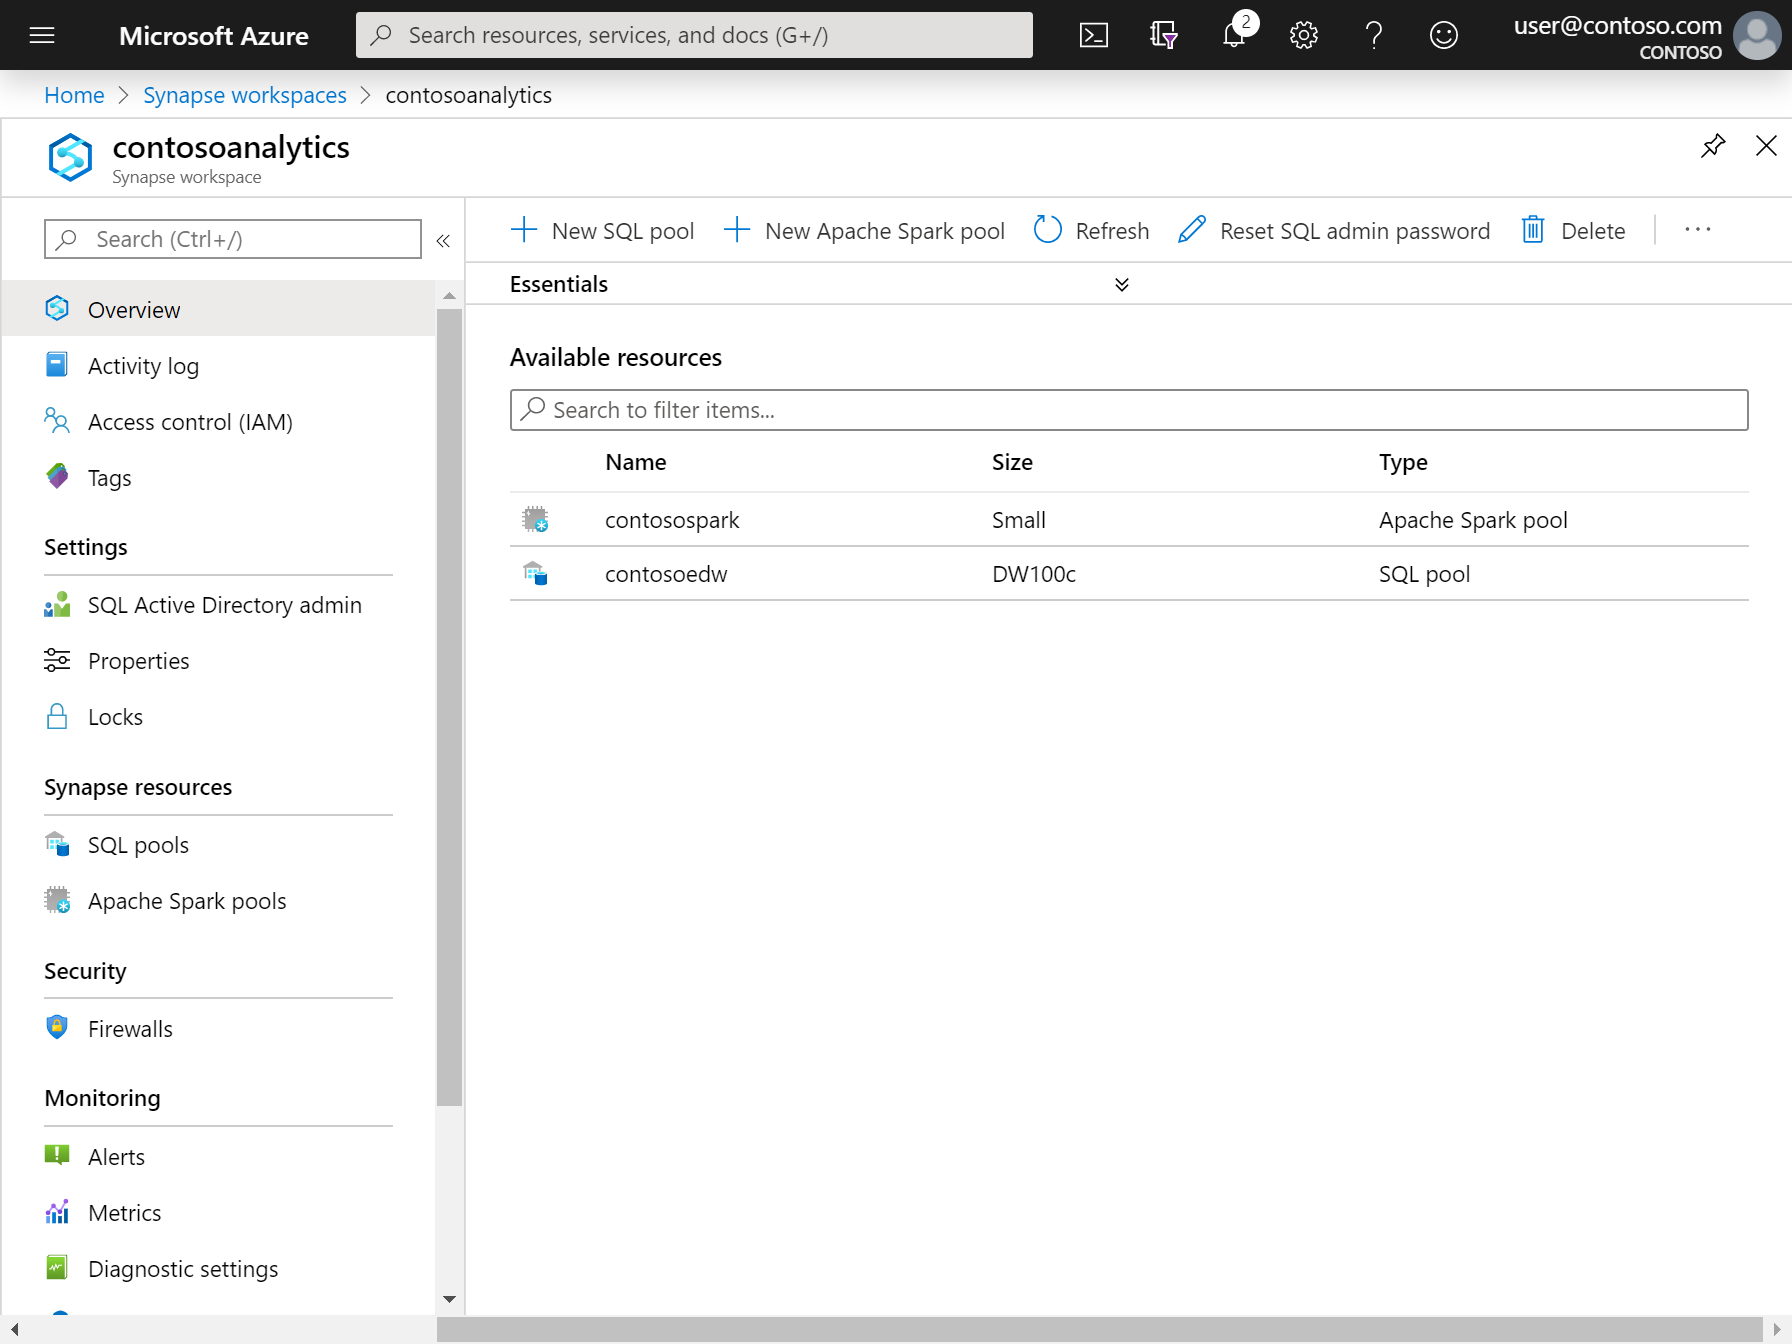 Microsoft Azure
Search resources, services, and docs (G+/)
2
user@contoso.com
CONTOSO
Home > Synapse workspaces > contosoanalytics
contosoanalytics
Synapse workspace
Search (Ctrl+/)
Overview
Activity log
Access control (IAM)
Tags
Settings
SQL Active Directory admin
Properties
Locks
Synapse resources
SQL pools
Apache Spark pools
Security
Firewalls
Monitoring
Alerts
Metrics
Diagnostic settings
New SQL pool New Apache Spark pool Refresh Reset SQL admin password Delete ...
Essentials
Available resources
Search to filter items...
Name Size Type
contosospark Small Apache Spark pool
contosoedw DW100c SQL pool